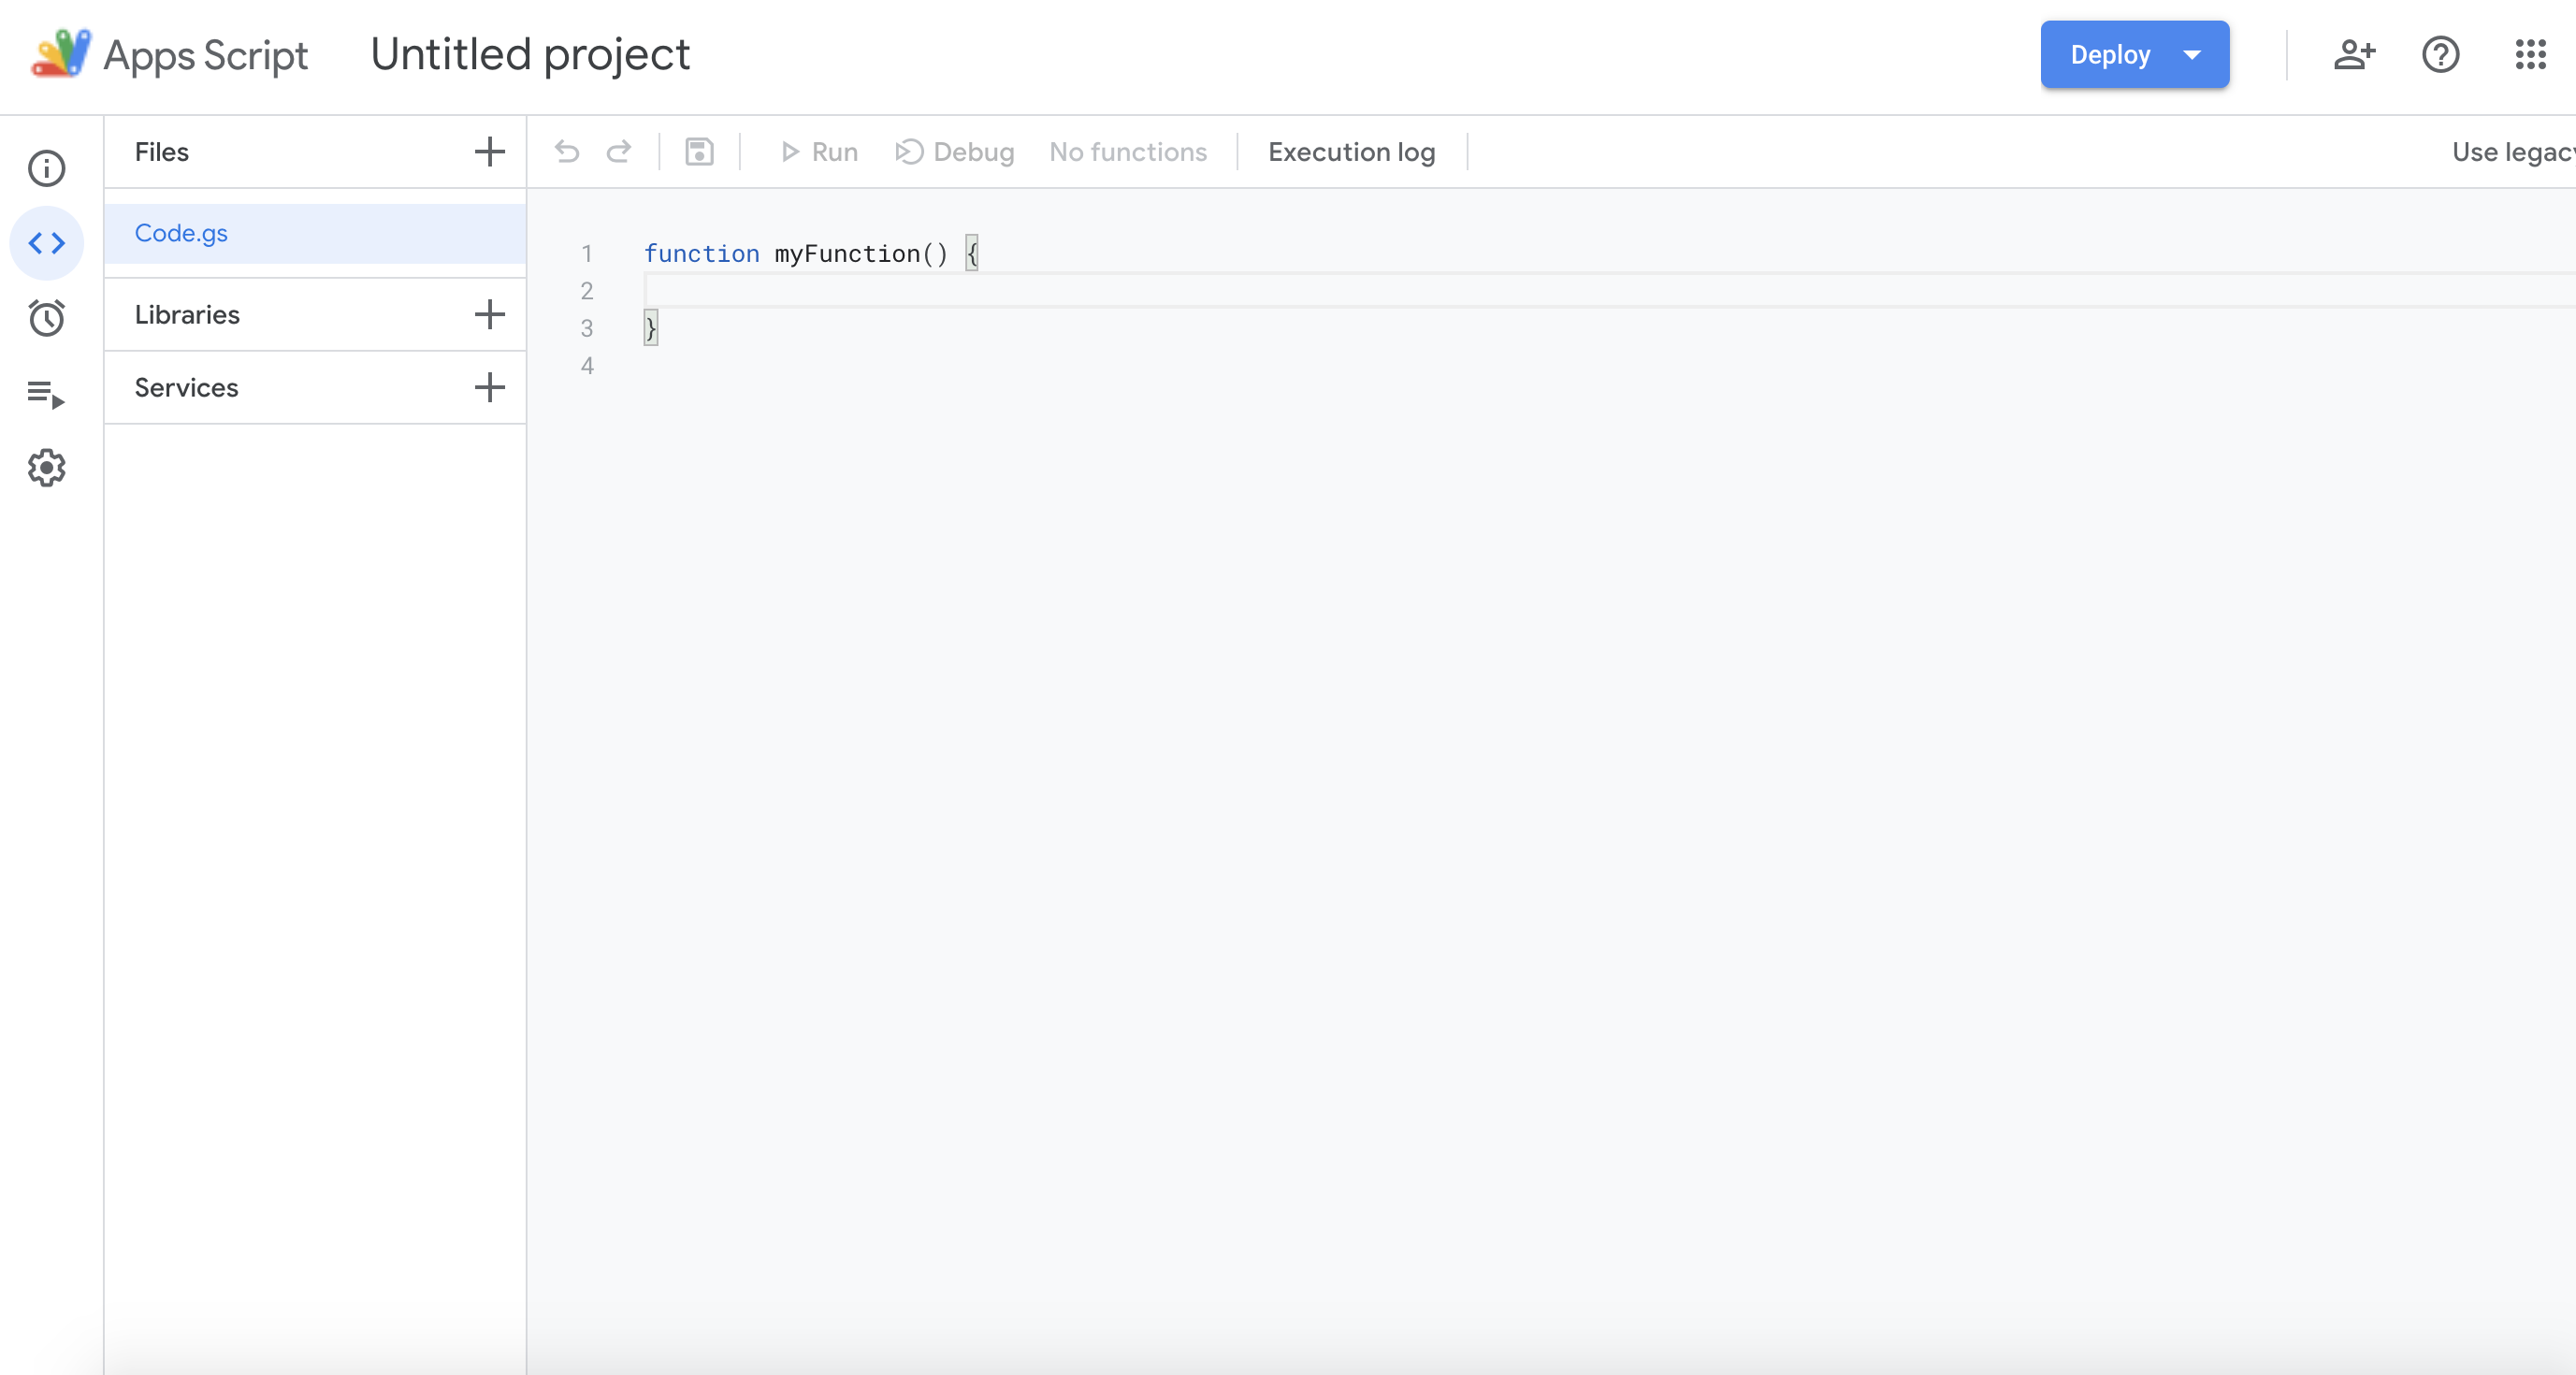 Apps Script Untitled project Deploy
Files Run Debug No functions Execution log Use legacy
Code.gs
1 function myFunction() {
2
3 }
4
Libraries
Services